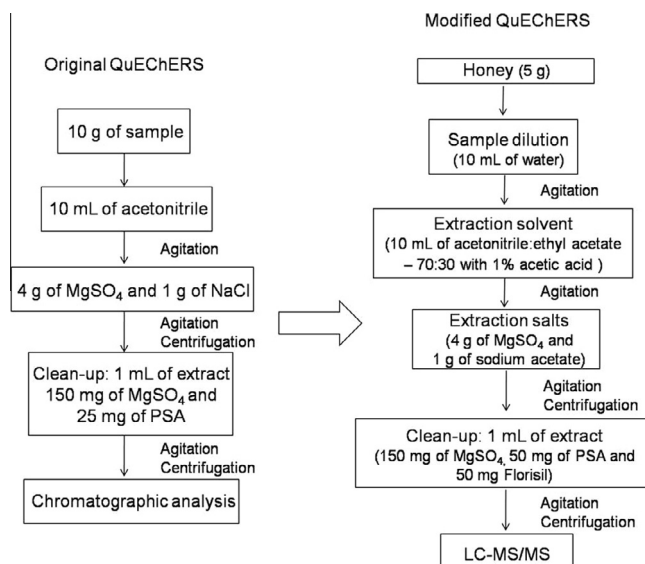 Original QuEChERS
10 g of sample
10 mL of acetonitrile
Agitation
4 g of MgSO₄ and 1 g of NaCl
Agitation
Centrifugation
Clean-up: 1 mL of extract
150 mg of MgSO₄ and
25 mg of PSA
Agitation
Centrifugation
Chromatographic analysis
Modified QuEChERS
Honey (5 g)
Sample dilution
(10 mL of water)
Agitation
Extraction solvent
(10 mL of acetonitrile:ethyl acetate
– 70:30 with 1% acetic acid )
Agitation
Extraction salts
(4 g of MgSO₄ and
1 g of sodium acetate)
Agitation
Centrifugation
Clean-up: 1 mL of extract
(150 mg of MgSO₄, 50 mg of PSA and
50 mg Florisil)
Agitation
Centrifugation
LC-MS/MS